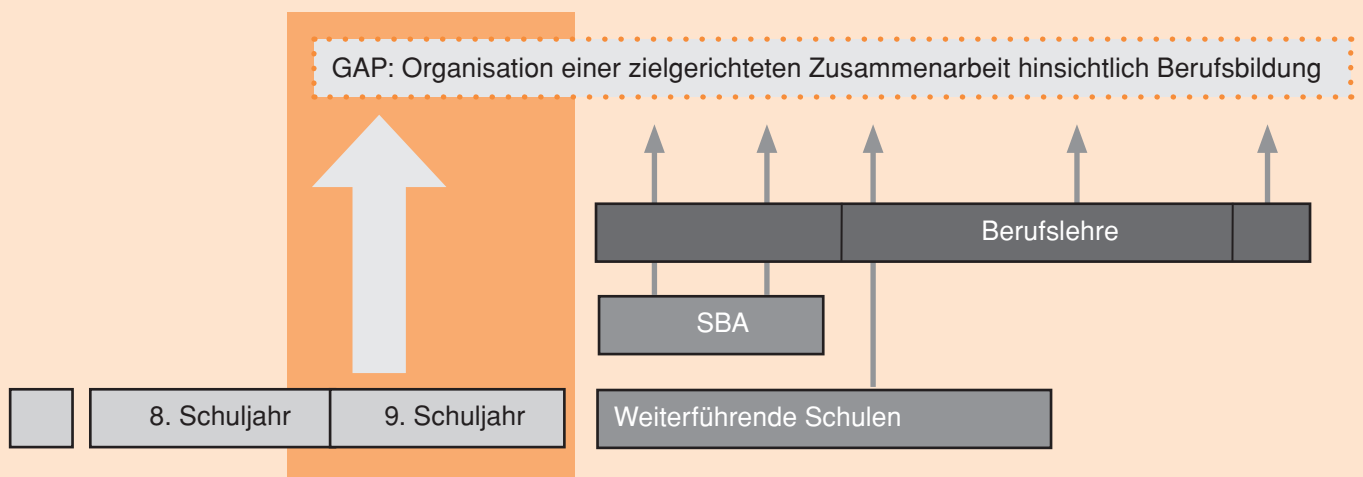 GAP: Organisation einer zielgerichteten Zusammenarbeit hinsichtlich Berufsbildung
Berufslehre
SBA
8. Schuljahr
9. Schuljahr
Weiterführende Schulen